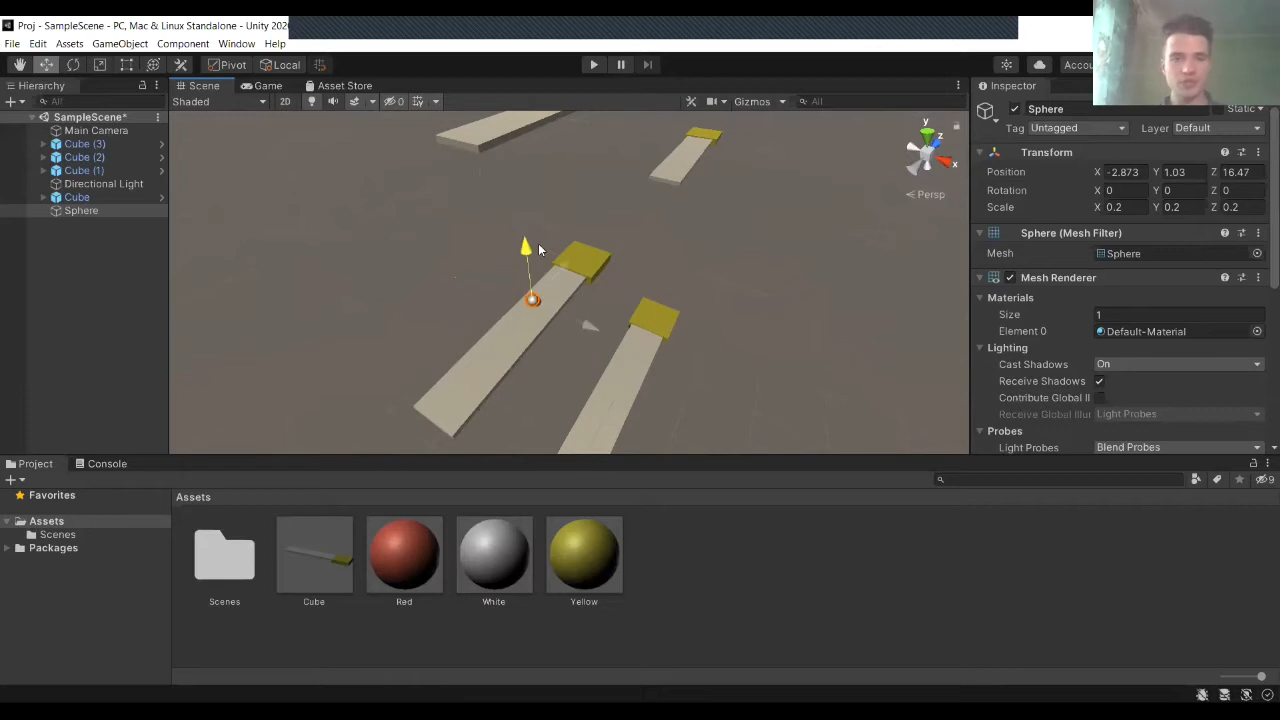 Proj - SampleScene - PC, Mac & Linux Standalone - Unity 202
File Edit Assets GameObject Component Window Help
Pivot Local Accou
Hierarchy Scene Game Asset Store Inspector
All Shaded 2D 0 Gizmos All Sphere Static
SampleScene*
Main Camera Tag Untagged Layer Default
Cube (3)
Cube (2)
Cube (1)
Directional Light
Cube
Sphere
y
z
x
Persp
Transform
Position X -2.873 Y 1.03 Z 16.47
Rotation X 0 Y 0 Z 0
Scale X 0.2 Y 0.2 Z 0.2
Sphere (Mesh Filter)
Mesh Sphere
Mesh Renderer
Materials
Size 1
Element 0 Default-Material
Lighting
Cast Shadows On
Receive Shadows
Contribute Global Il
Receive Global Illur Light Probes
Probes
Light Probes Blend Probes
Project Console
9
Favorites Assets
Assets
Scenes
Packages
Scenes Cube Red White Yellow